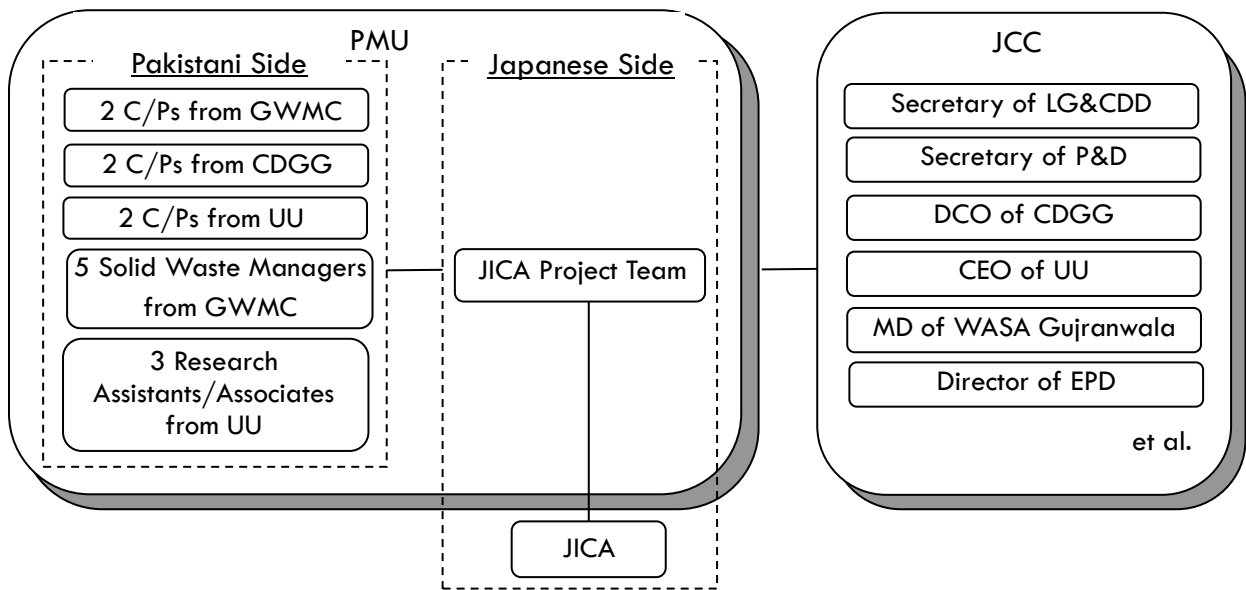 PMU
Pakistani Side
2 C/Ps from GWMC
2 C/Ps from CDGG
2 C/Ps from UU
5 Solid Waste Managers
from GWMC
3 Research
Assistants/Associates
from UU
Japanese Side
JICA Project Team
JICA
JCC
Secretary of LG&CDD
Secretary of P&D
DCO of CDGG
CEO of UU
MD of WASA Gujranwala
Director of EPD
et al.